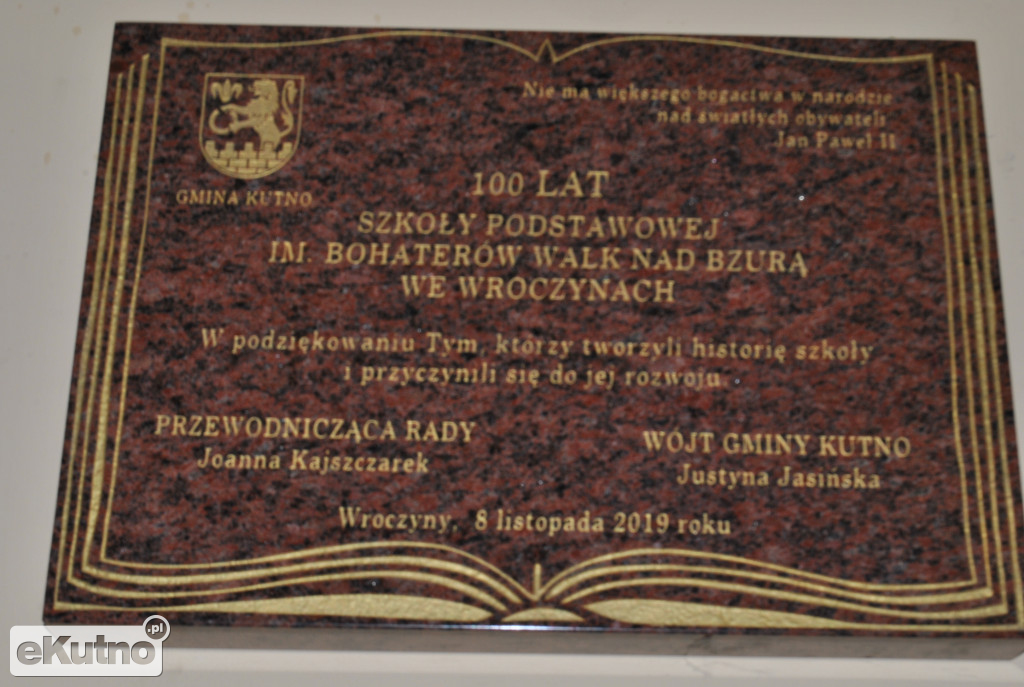 Nie ma większego bogactwa w narodzie
nad światłych obywateli
Jan Paweł II
GMINA KUTNO
100 LAT
SZKOŁY PODSTAWOWEJ
IM. BOHATERÓW WALK NAD BZURĄ
WE WROCZYNACH
W podziękowaniu Tym, którzy tworzyli historię szkoły
i przyczynili się do jej rozwoju.
PRZEWODNICZĄCA RADY
Joanna Kajszczarek
WÓJT GMINY KUTNO
Justyna Jasińska
Wroczyny, 8 listopada 2019 roku
eKutno.pl